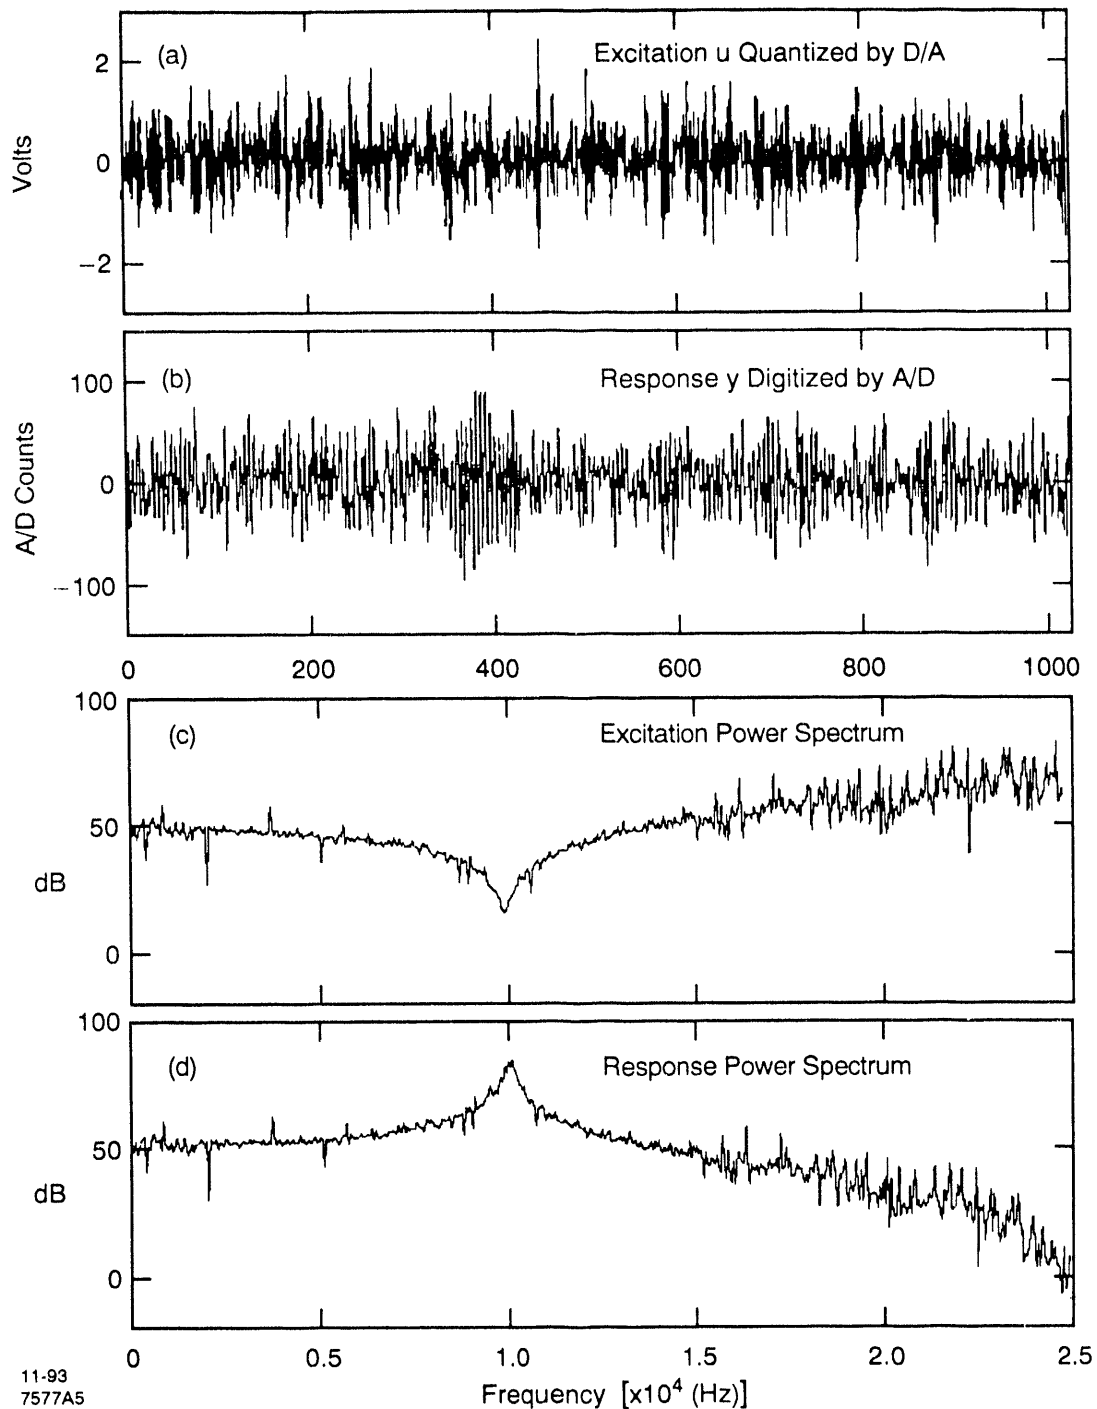 (a)
Excitation u Quantized by D/A
2
0
−2
Volts
(b)
Response y Digitized by A/D
100
0
−100
A/D Counts
0 200 400 600 800 1000
100
(c)
Excitation Power Spectrum
50
dB
0
100
(d)
Response Power Spectrum
50
dB
0
0 0.5 1.0 1.5 2.0 2.5
Frequency [x10⁴ (Hz)]
11-93
7577A5